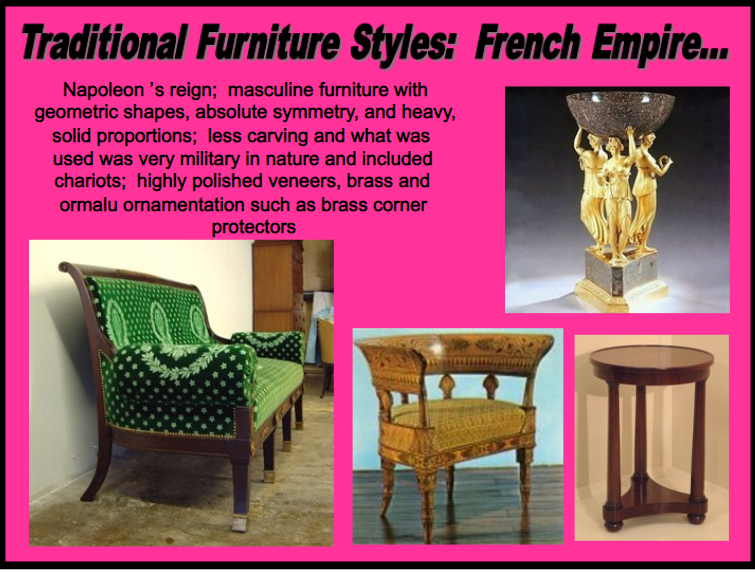 Traditional Furniture Styles:  French Empire...
Napoleon ’s reign;  masculine furniture with
geometric shapes, absolute symmetry, and heavy,
solid proportions;  less carving and what was
used was very military in nature and included
chariots;  highly polished veneers, brass and
ormalu ornamentation such as brass corner
protectors